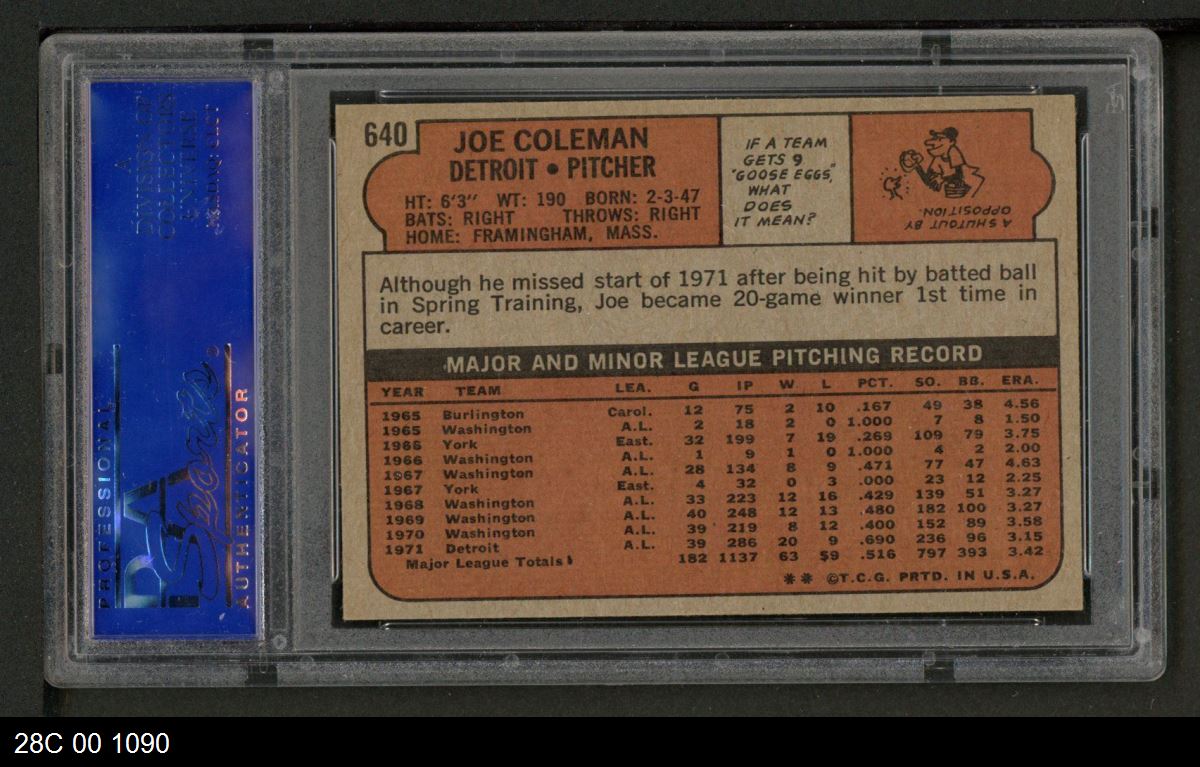 A
DIVISION OF
COLLECTORS
UNIVERSE
NASDAQ: CLCT
PROFESSIONAL
PSA
Sports
AUTHENTICATOR
640
JOE COLEMAN
DETROIT • PITCHER
HT: 6'3" WT: 190 BORN: 2-3-47
BATS: RIGHT THROWS: RIGHT
HOME: FRAMINGHAM, MASS.
IF A TEAM
GETS 9
"GOOSE EGGS,"
WHAT
DOES
IT MEAN?
A SHUTOUT BY
OPPOSITION.
Although he missed start of 1971 after being hit by batted ball
in Spring Training, Joe became 20-game winner 1st time in
career.
MAJOR AND MINOR LEAGUE PITCHING RECORD
YEAR TEAM LEA. G IP W L PCT. SO. BB. ERA.
1965 Burlington Carol. 12 75 2 10 .167 49 38 4.56
1965 Washington A.L. 2 18 2 0 1.000 7 8 1.50
1966 York East. 32 199 7 19 .269 109 79 3.75
1966 Washington A.L. 1 9 1 0 1.000 4 2 2.00
1967 Washington A.L. 28 134 8 9 .471 77 47 4.63
1967 York East. 4 32 0 3 .000 23 12 2.25
1968 Washington A.L. 33 223 12 16 .429 139 51 3.27
1969 Washington A.L. 40 248 12 13 .480 182 100 3.27
1970 Washington A.L. 39 219 8 12 .400 152 89 3.58
1971 Detroit A.L. 39 286 20 9 .690 236 96 3.15
Major League Totals 182 1137 63 59 .516 797 393 3.42
** ©T.C.G. PRTD. IN U.S.A.
28C 00 1090